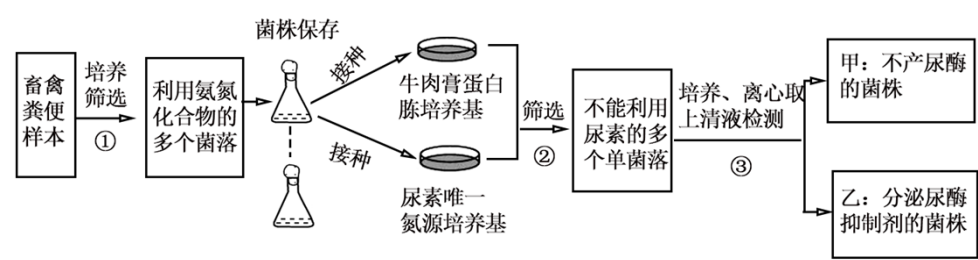 畜禽
粪便
样本
培养
筛选
①
利用氨氮
化合物的
多个菌落
菌株保存
接种
接种
牛肉膏蛋白
胨培养基
尿素唯一
氮源培养基
筛选
②
不能利用
尿素的多
个单菌落
培养、离心取
上清液检测
③
甲：不产尿酶
的菌株
乙：分泌尿酶
抑制剂的菌株